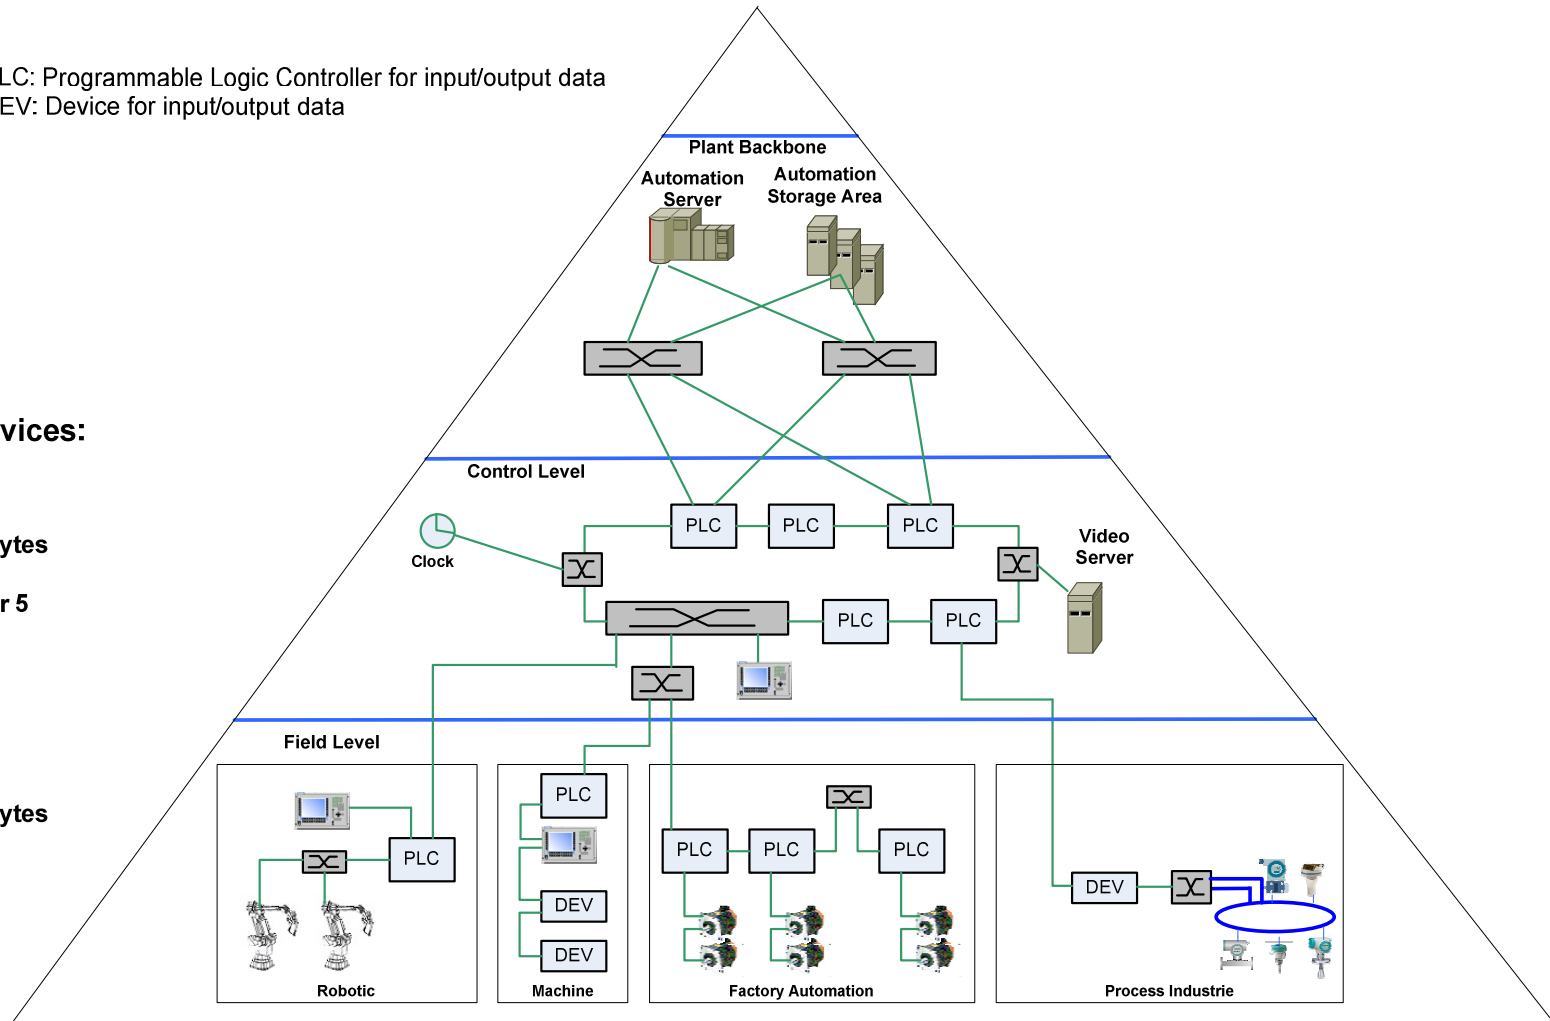 LC: Programmable Logic Controller for input/output data
EV: Device for input/output data
Plant Backbone
Automation
Server
Automation
Storage Area
vices:
Control Level
PLC
PLC
PLC
Clock
Video
Server
ytes
r 5
PLC
PLC
Field Level
ytes
PLC
Robotic
PLC
DEV
DEV
Machine
PLC
PLC
PLC
Factory Automation
DEV
Process Industrie